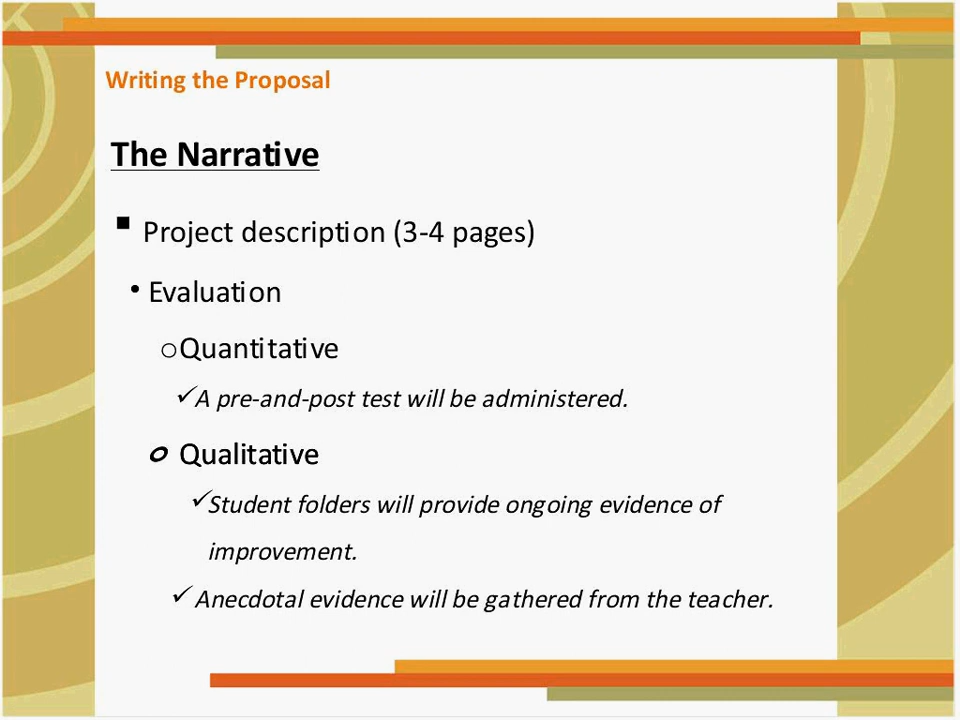 Writing the Proposal
The Narrative
▪ Project description (3-4 pages)
• Evaluation
oQuantitative
✓A pre-and-post test will be administered.
o Qualitative
✓Student folders will provide ongoing evidence of
improvement.
✓Anecdotal evidence will be gathered from the teacher.